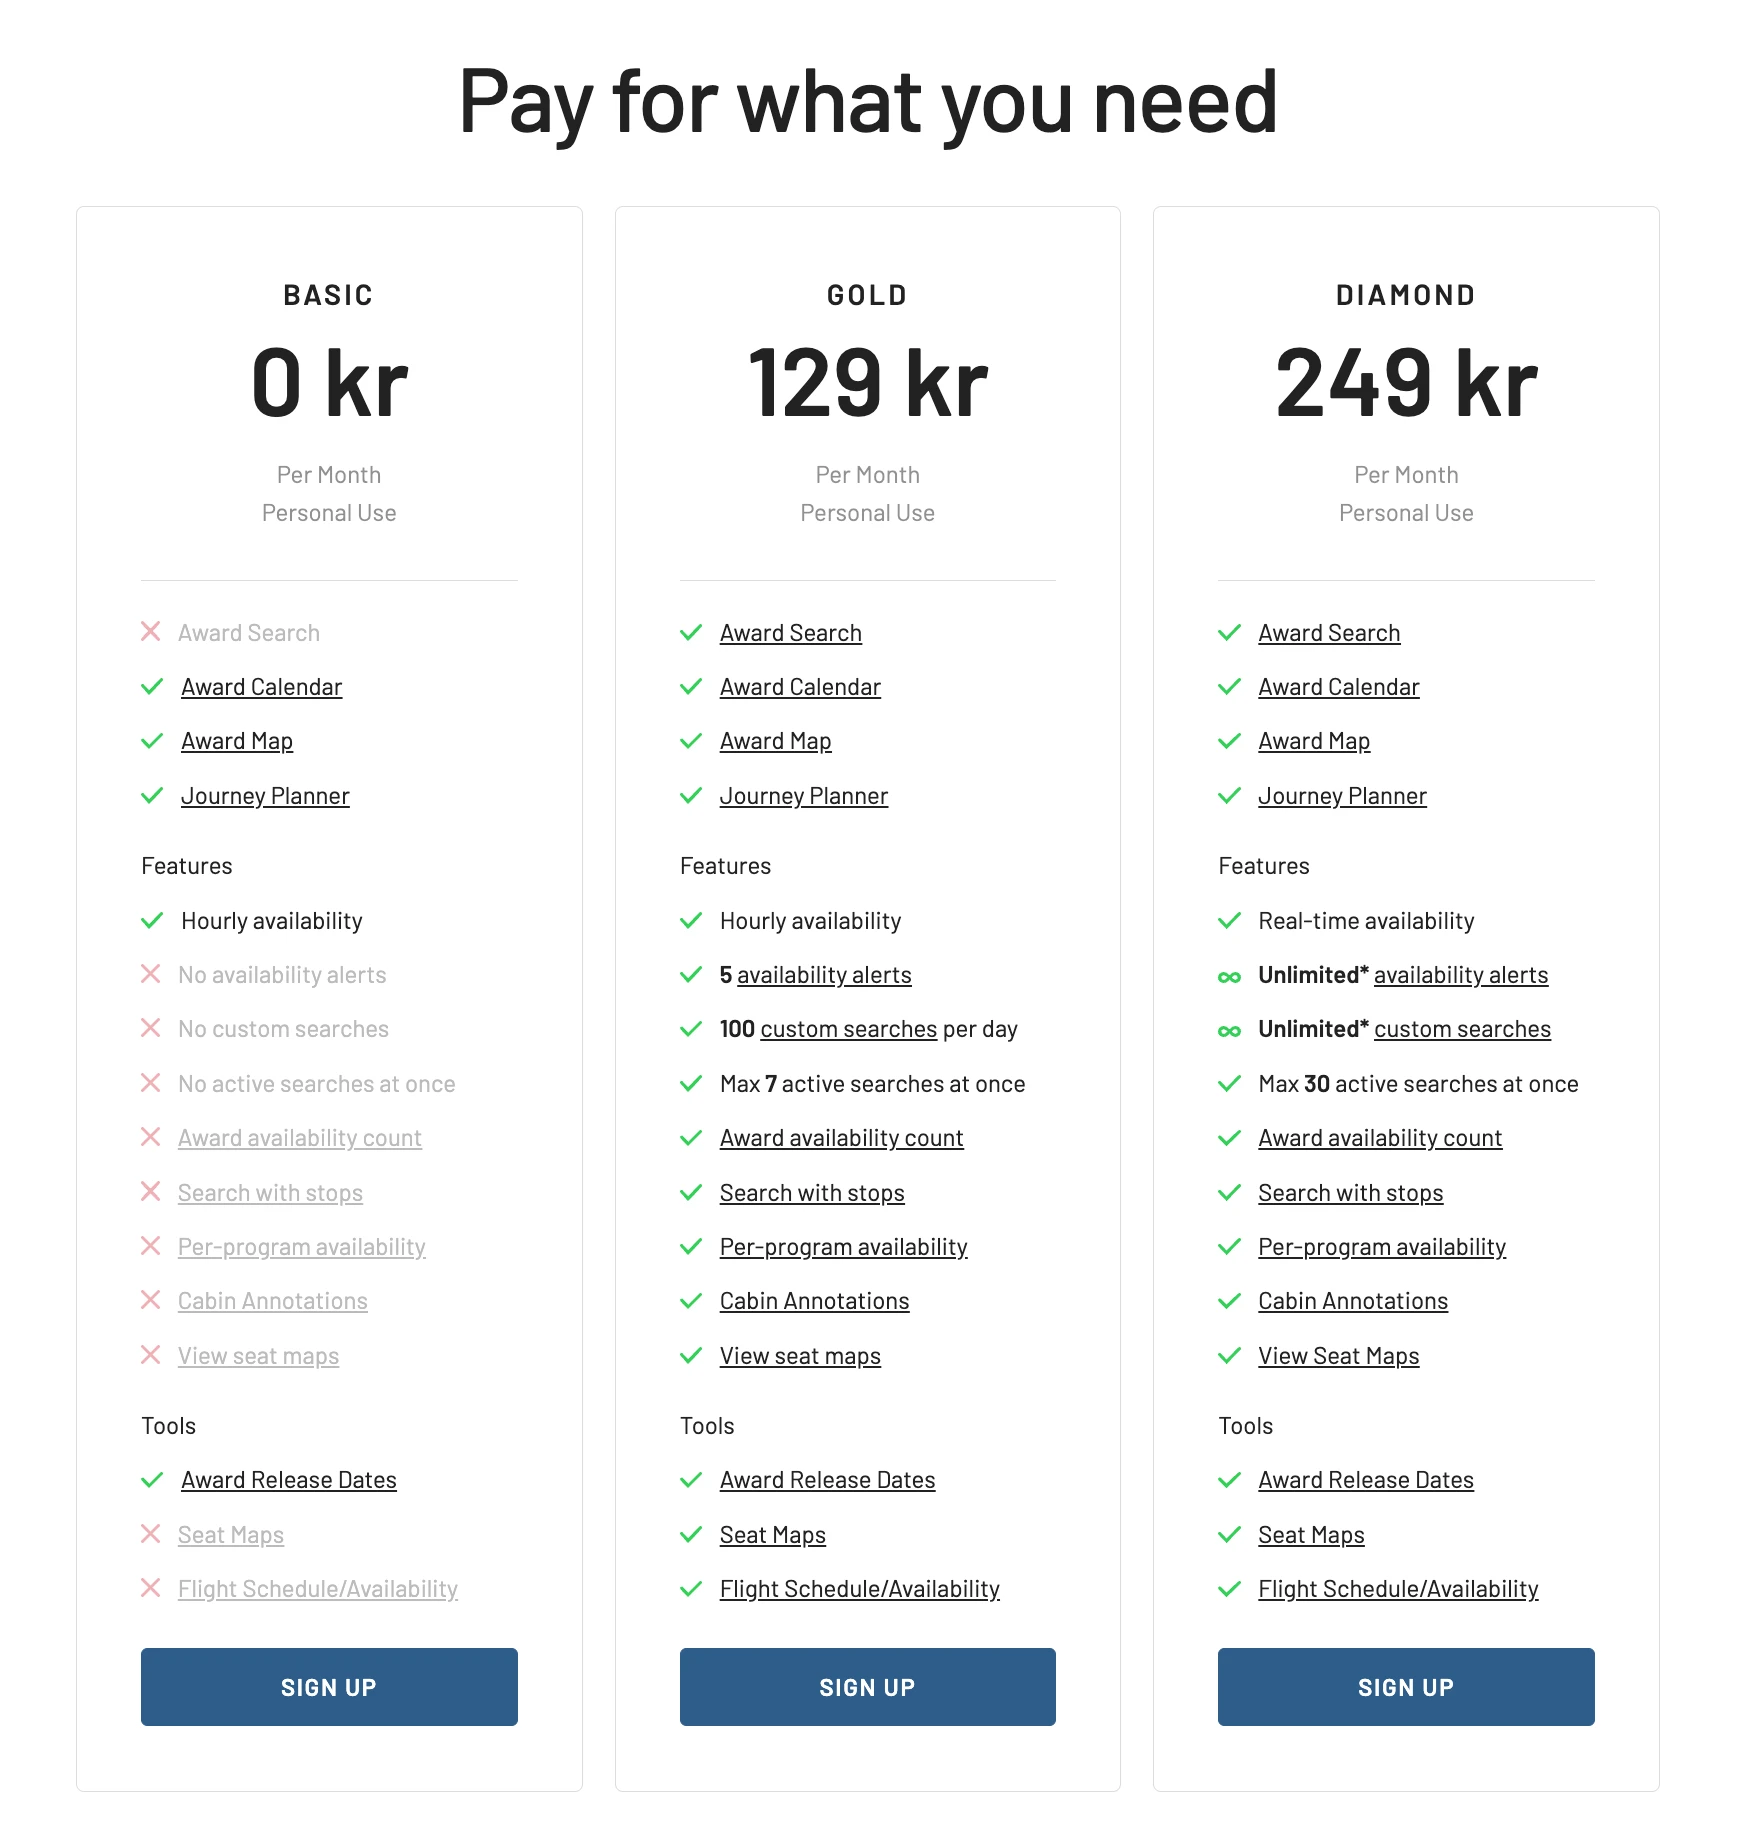 Pay for what you need
BASIC
0 kr
Per Month
Personal Use
Award Search
Award Calendar
Award Map
Journey Planner
Features
Hourly availability
No availability alerts
No custom searches
No active searches at once
Award availability count
Search with stops
Per-program availability
Cabin Annotations
View seat maps
Tools
Award Release Dates
Seat Maps
Flight Schedule/Availability
SIGN UP
GOLD
129 kr
Per Month
Personal Use
Award Search
Award Calendar
Award Map
Journey Planner
Features
Hourly availability
5 availability alerts
100 custom searches per day
Max 7 active searches at once
Award availability count
Search with stops
Per-program availability
Cabin Annotations
View seat maps
Tools
Award Release Dates
Seat Maps
Flight Schedule/Availability
SIGN UP
DIAMOND
249 kr
Per Month
Personal Use
Award Search
Award Calendar
Award Map
Journey Planner
Features
Real-time availability
Unlimited* availability alerts
Unlimited* custom searches
Max 30 active searches at once
Award availability count
Search with stops
Per-program availability
Cabin Annotations
View Seat Maps
Tools
Award Release Dates
Seat Maps
Flight Schedule/Availability
SIGN UP